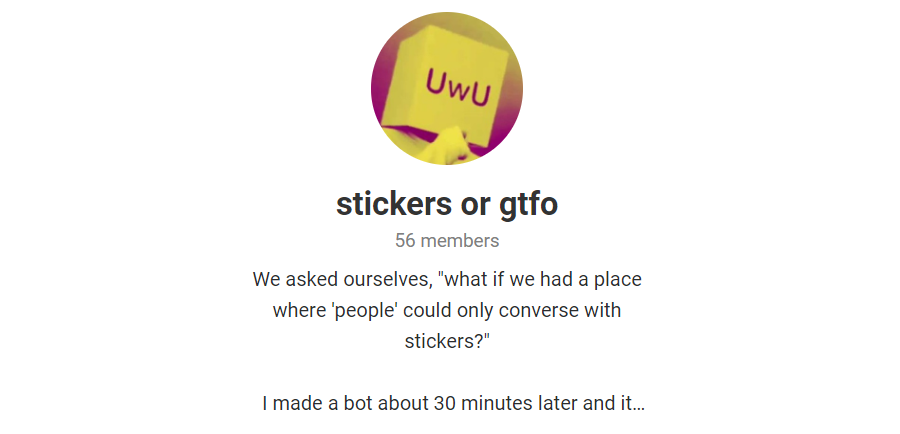 UwU
stickers or gtfo
56 members
We asked ourselves, "what if we had a place
where 'people' could only converse with
stickers?"
I made a bot about 30 minutes later and it…